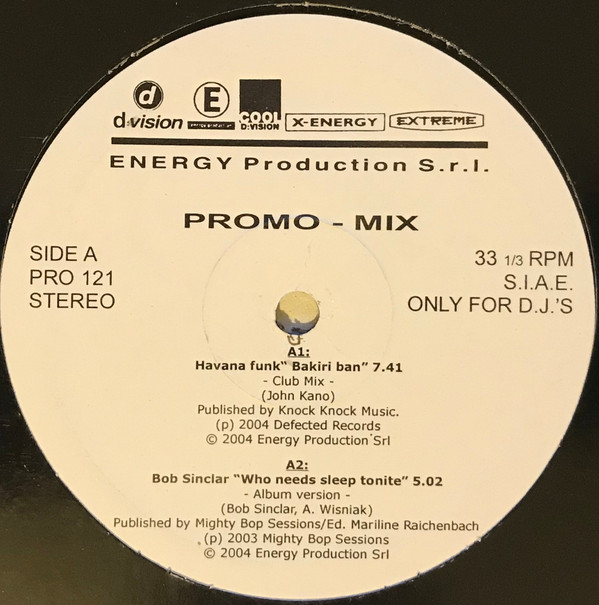 d
d:vision
E
COOL
D:VISION
X-ENERGY
EXTREME
ENERGY Production S.r.l.
PROMO - MIX
SIDE A
PRO 121
STEREO
33 1/3 RPM
S.I.A.E.
ONLY FOR D.J.'S
A1:
Havana funk“ Bakiri ban” 7.41
- Club Mix -
(John Kano)
Published by Knock Knock Music.
(p) 2004 Defected Records
© 2004 Energy Production Srl
A2:
Bob Sinclar “Who needs sleep tonite” 5.02
- Album version -
(Bob Sinclar, A. Wisniak)
Published by Mighty Bop Sessions/Ed. Mariline Raichenbach
(p) 2003 Mighty Bop Sessions
© 2004 Energy Production Srl